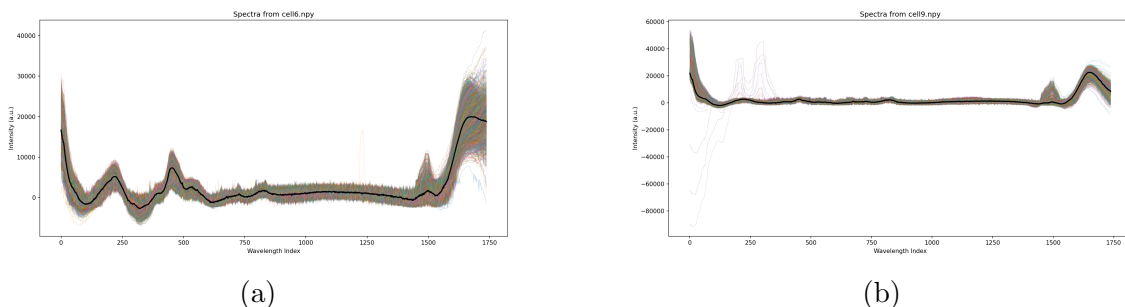 Spectra from cell6.npy
40000
30000
20000
10000
0
Intensity (a.u.)
0 250 500 750 1000 1250 1500 1750
Wavelength Index
(a)
Spectra from cell9.npy
60000
40000
20000
0
−20000
−40000
−60000
−80000
Intensity (a.u.)
0 250 500 750 1000 1250 1500 1750
Wavelength Index
(b)